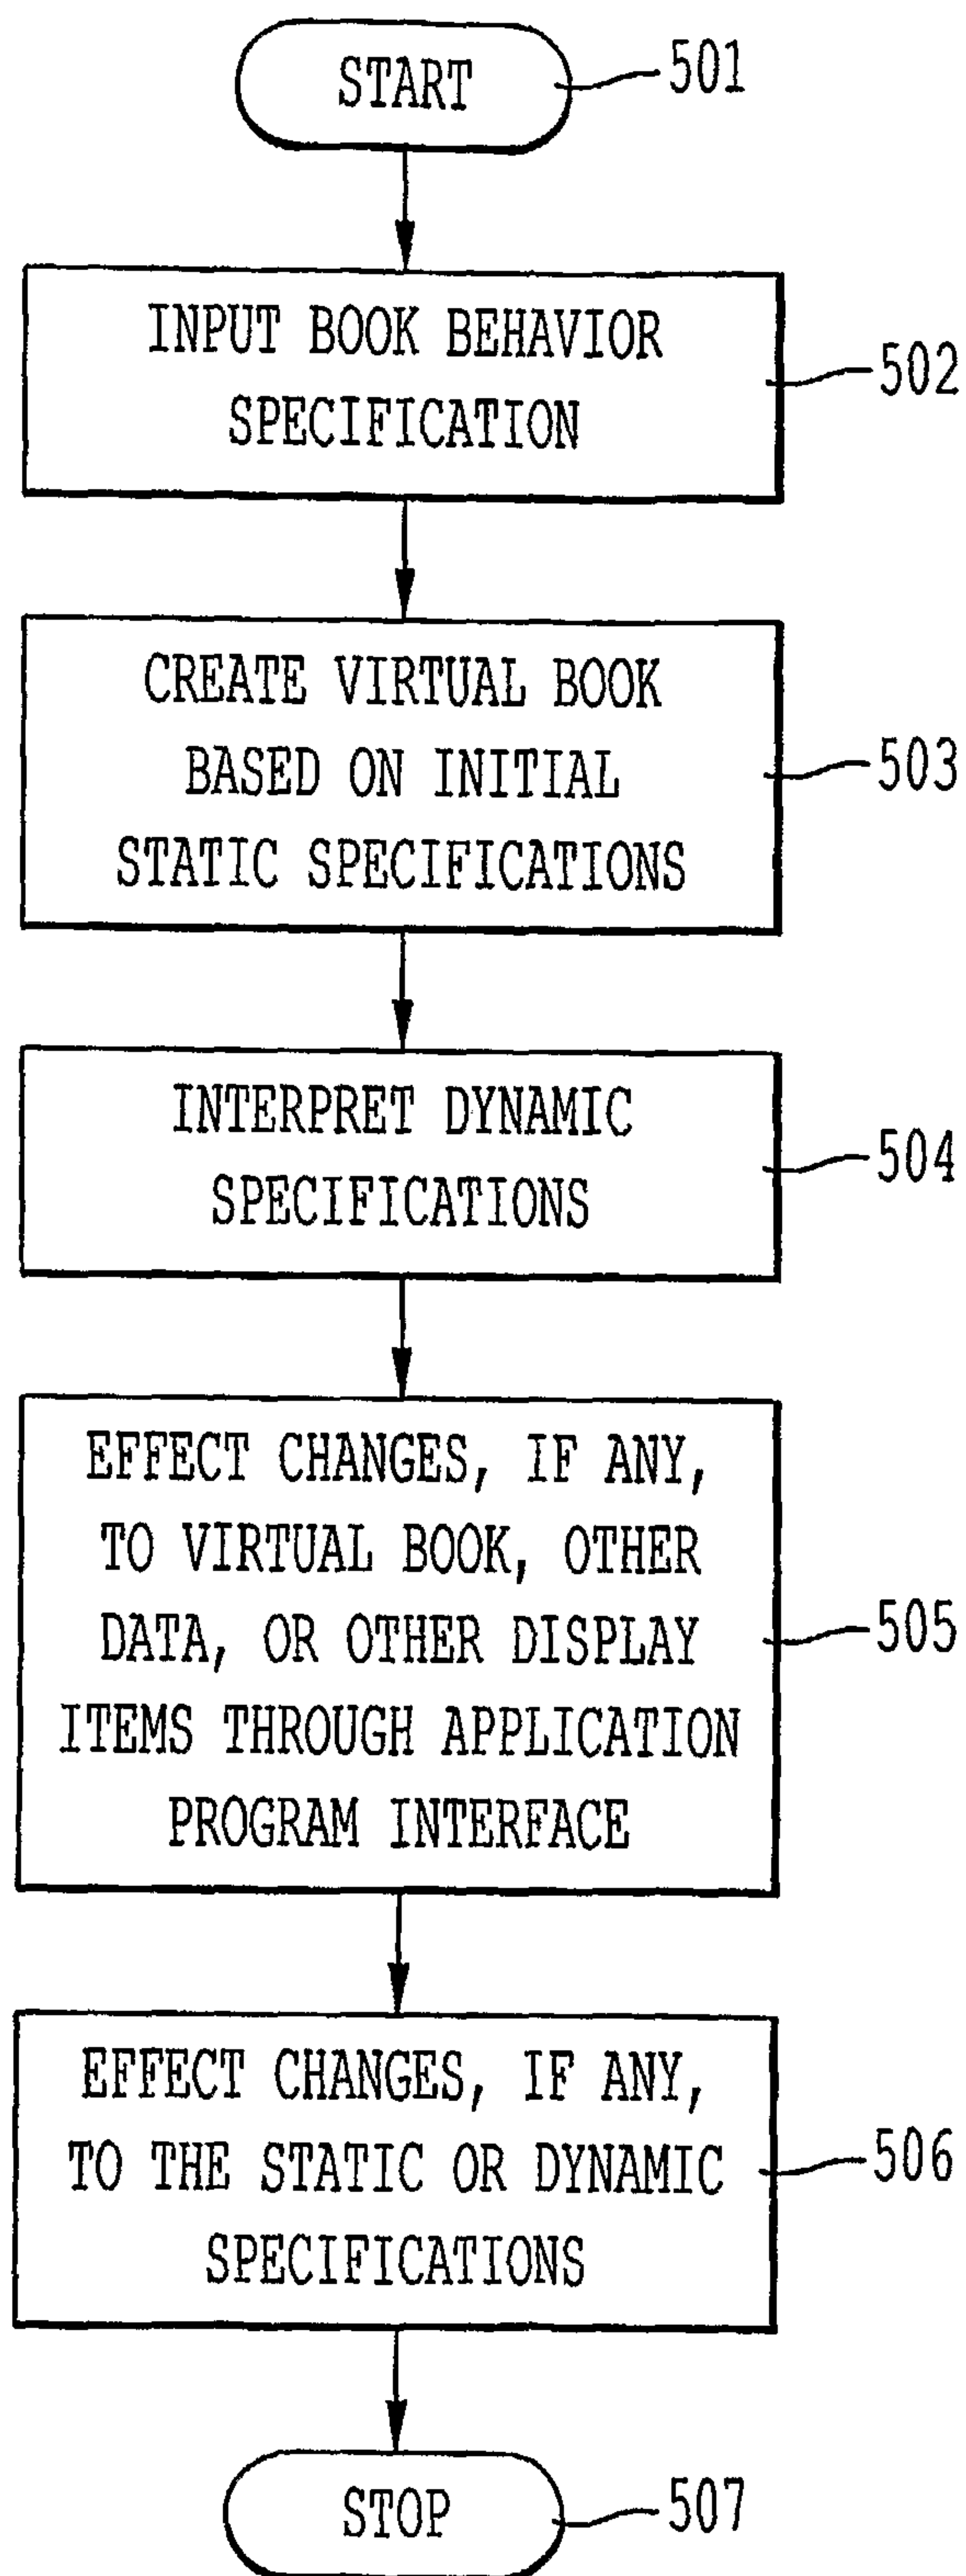 START
501
INPUT BOOK BEHAVIOR
SPECIFICATION
502
CREATE VIRTUAL BOOK
BASED ON INITIAL
STATIC SPECIFICATIONS
503
INTERPRET DYNAMIC
SPECIFICATIONS
504
EFFECT CHANGES, IF ANY,
TO VIRTUAL BOOK, OTHER
DATA, OR OTHER DISPLAY
ITEMS THROUGH APPLICATION
PROGRAM INTERFACE
505
EFFECT CHANGES, IF ANY,
TO THE STATIC OR DYNAMIC
SPECIFICATIONS
506
STOP
507